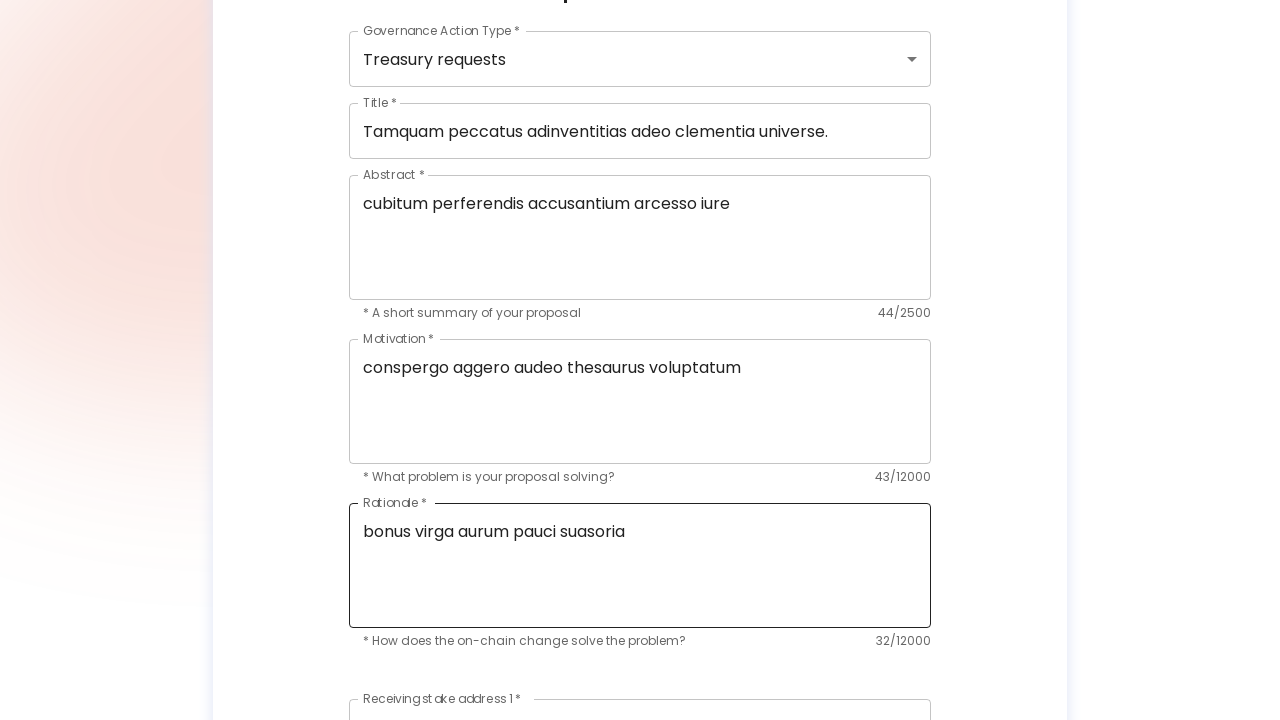 Governance Action Type *
Treasury requests
Title *
Tamquam peccatus adinventitias adeo clementia universe.
Abstract *
cubitum perferendis accusantium arcesso iure
* A short summary of your proposal 44/2500
Motivation *
conspergo aggero audeo thesaurus voluptatum
* What problem is your proposal solving? 43/12000
Rationale *
bonus virga aurum pauci suasoria
* How does the on-chain change solve the problem? 32/12000
Receiving stake address 1 *